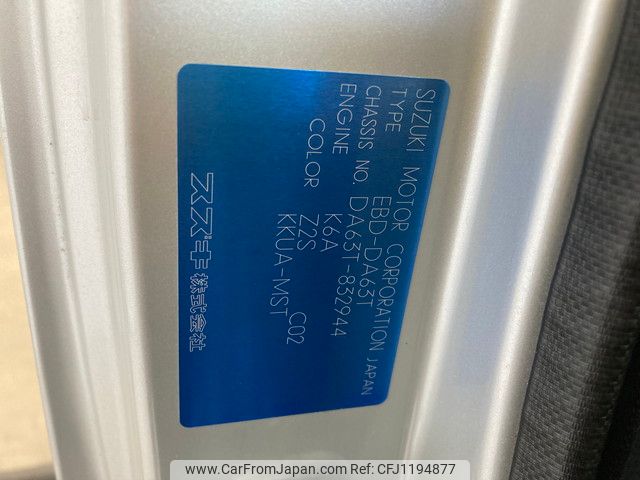 SUZUKI MOTOR CORPORATION JAPAN
TYPE EBD-DA63T
CHASSIS NO. DA63T-832944
ENGINE K6A
COLOR Z2S C02
KKUA-MST
スズキ株式会社
www.CarFromJapan.com CFJ1194877